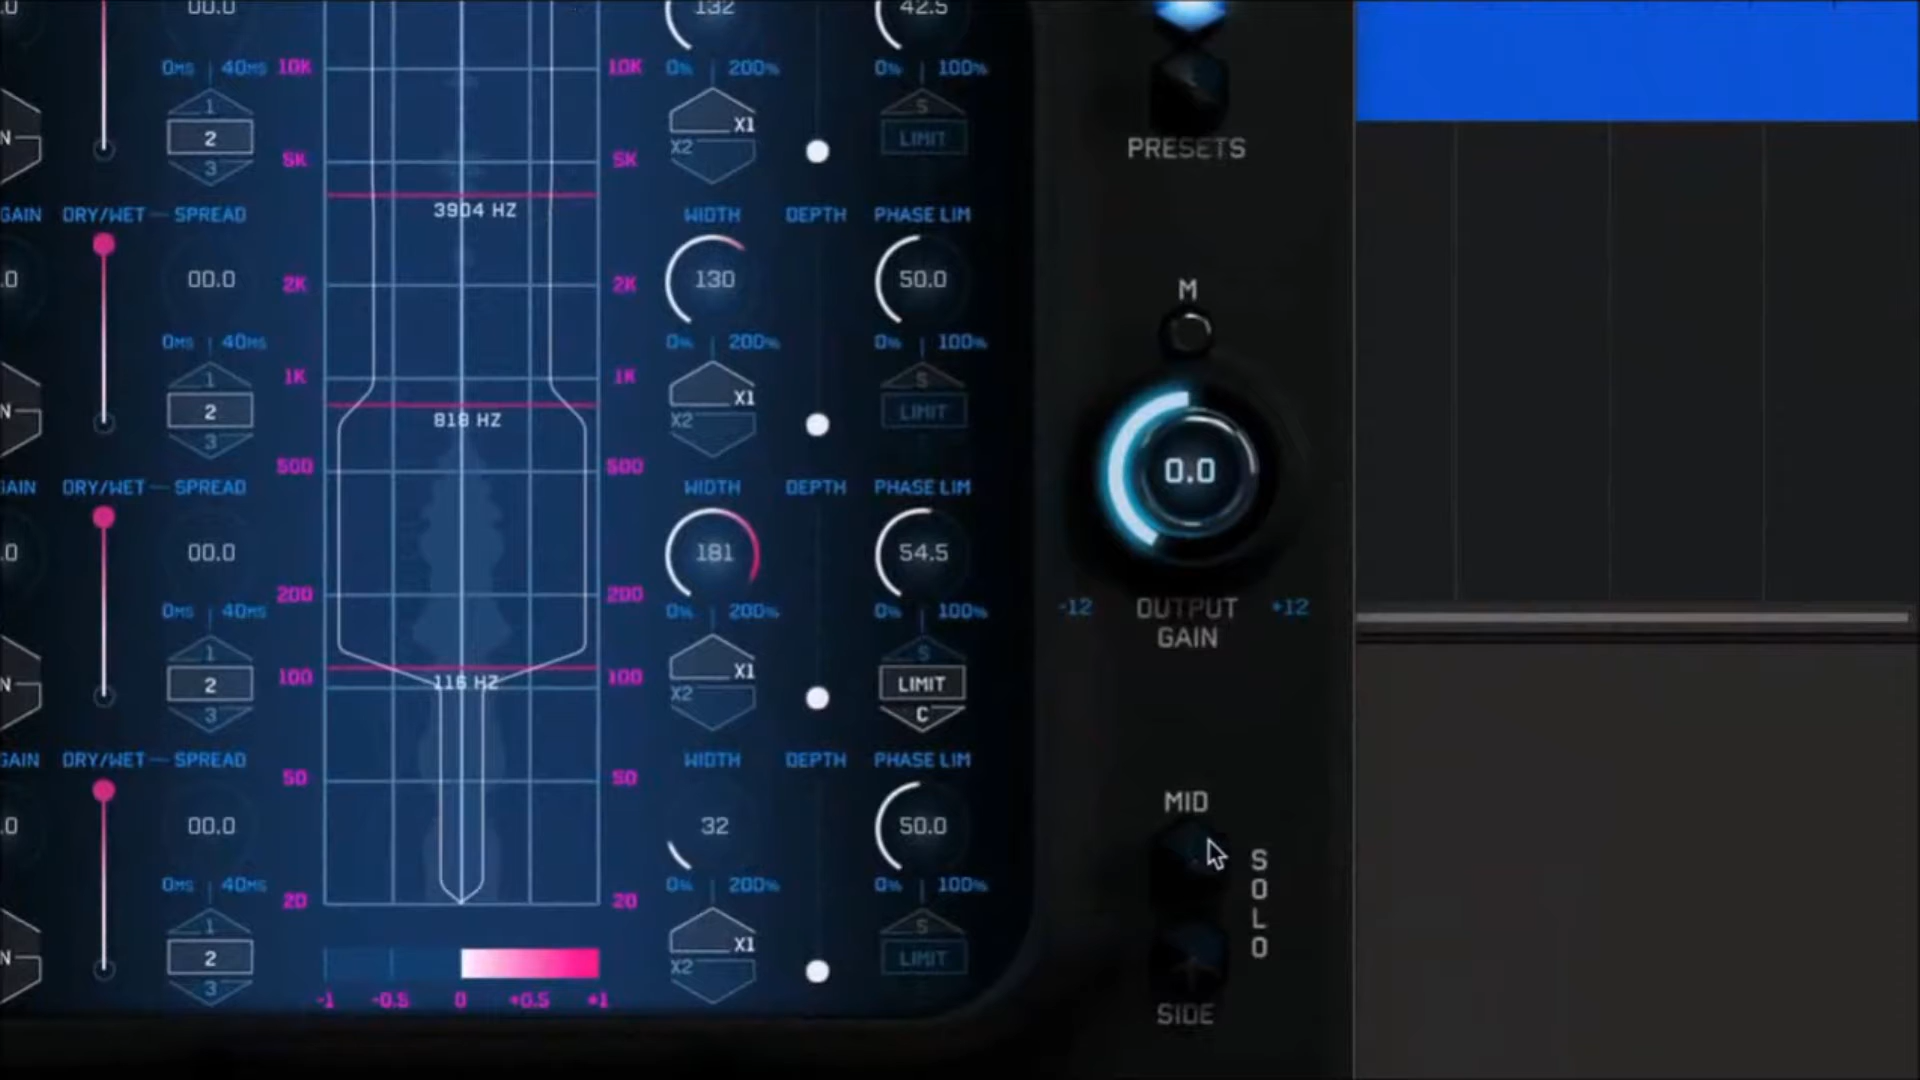 .0 00.0 132 42.5
0MS 40MS 10K 10K 0% 200% 0% 100%
1 S
N 2 X1 LIMIT
3 5K 5K X2
PRESETS
3904 HZ
GAIN DRY/WET SPREAD WIDTH DEPTH PHASE LIM
.0 00.0 2K 2K 130 50.0
M
0MS 40MS 1K 1K 0% 200% 0% 100%
1 S
N 2 X1 LIMIT
3 818 HZ X2
500 500
0.0
GAIN DRY/WET SPREAD WIDTH DEPTH PHASE LIM
.0 00.0 181 54.5
200 200
0MS 40MS 0% 200% 0% 100%
-12 OUTPUT +12
GAIN
1 S
N 2 100 100 X1 LIMIT
3 116 HZ X2 C
GAIN DRY/WET SPREAD WIDTH DEPTH PHASE LIM
50 50
.0 00.0 32 50.0
MID
0MS 40MS 20 20 0% 200% 0% 100%
SOLO
1 S
N 2 X1 LIMIT
3 X2
-1 -0.5 0 +0.5 +1
SIDE